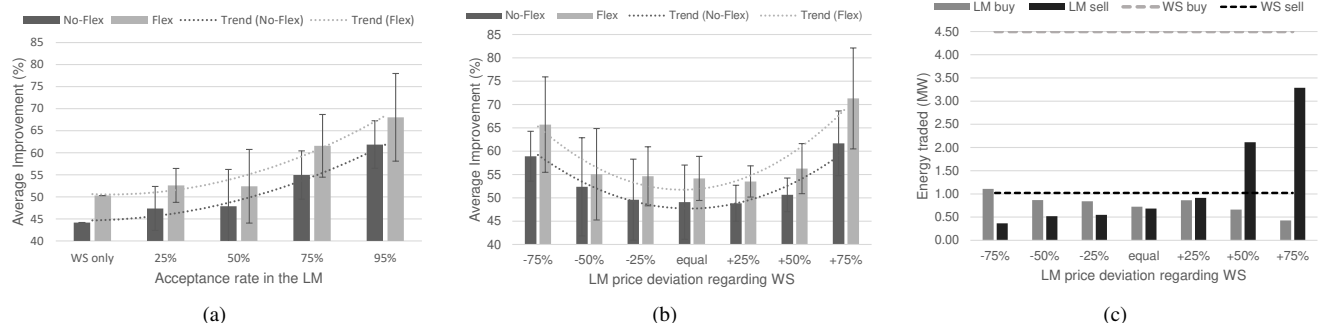 No-Flex Flex Trend (No-Flex) Trend (Flex)
Average Improvement (%)
85
80
75
70
65
60
55
50
45
40
WS only 25% 50% 75% 95%
Acceptance rate in the LM
(a)
No-Flex Flex Trend (No-Flex) Trend (Flex)
Average Improvement (%)
85
80
75
70
65
60
55
50
45
40
-75% -50% -25% equal +25% +50% +75%
LM price deviation regarding WS
(b)
LM buy LM sell WS buy WS sell
Energy traded (MW)
4.50
4.00
3.50
3.00
2.50
2.00
1.50
1.00
0.50
0.00
-75% -50% -25% equal +25% +50% +75%
LM price deviation regarding WS
(c)